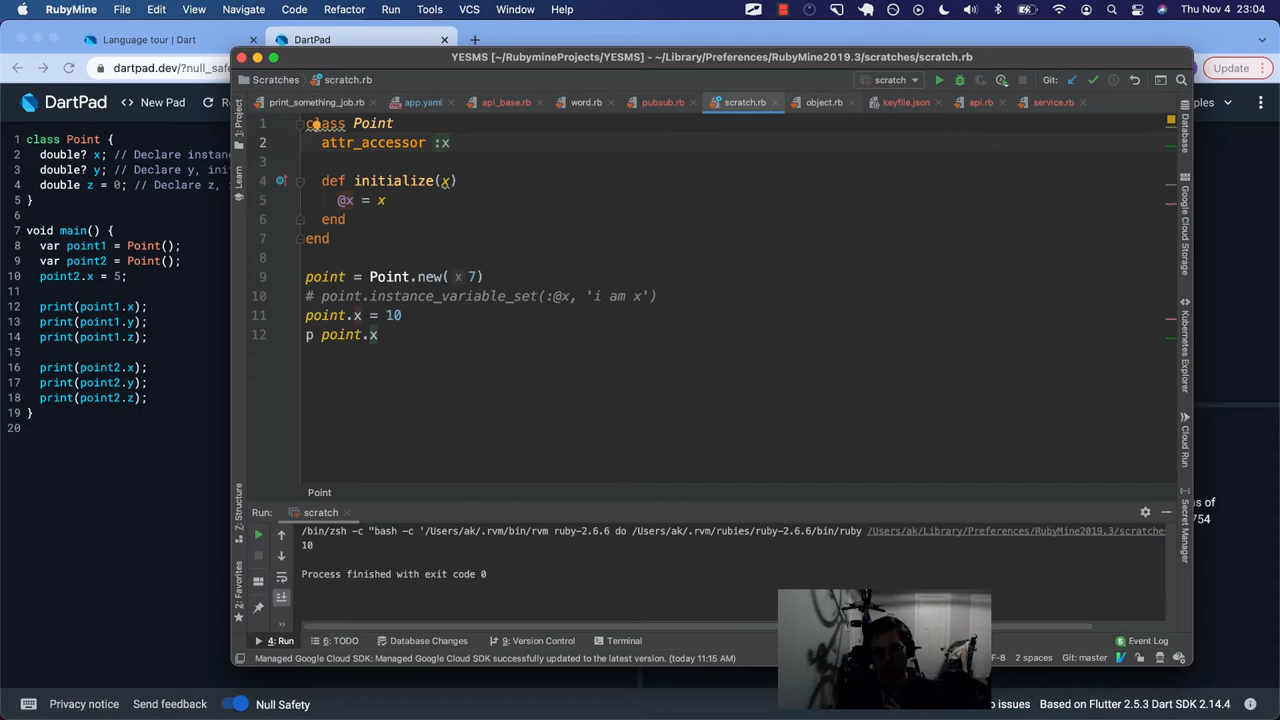 RubyMine File Edit View Navigate Code Refactor Run Tools VCS Window Help Thu Nov 4 23:04
Language tour | Dart
DartPad
dartpad.dev/?null_safe
Update
YESMS [~/RubymineProjects/YESMS] - ~/Library/Preferences/RubyMine2019.3/scratches/scratch.rb
Scratches scratch.rb
scratch
Git:
DartPad
New Pad
print_something_job.rb app.yaml api_base.rb word.rb pubsub.rb scratch.rb object.rb keyfile.json api.rb service.rb
1: Project
Learn
7: Structure
2: Favorites
Database
Google Cloud Storage
Kubernetes Explorer
Cloud Run
Secret Manager
1 class Point {
2 double? x; // Declare instanc
3 double? y; // Declare y, init
4 double z = 0; // Declare z,
5 }
6
7 void main() {
8 var point1 = Point();
9 var point2 = Point();
10 point2.x = 5;
11
12 print(point1.x);
13 print(point1.y);
14 print(point1.z);
15
16 print(point2.x);
17 print(point2.y);
18 print(point2.z);
19 }
20
1 class Point
2 attr_accessor :x
3
4 def initialize(x)
5 @x = x
6 end
7 end
8
9 point = Point.new( x 7)
10 # point.instance_variable_set(:@x, 'i am x')
11 point.x = 10
12 p point.x
Point
Run: scratch
/bin/zsh -c "bash -c '/Users/ak/.rvm/bin/rvm ruby-2.6.6 do /Users/ak/.rvm/rubies/ruby-2.6.6/bin/ruby /Users/ak/Library/Preferences/RubyMine2019.3/scratches
10
Process finished with exit code 0
us of
754
4: Run 6: TODO Database Changes 9: Version Control Terminal Event Log
Managed Google Cloud SDK: Managed Google Cloud SDK successfully updated to the latest version. (today 11:15 AM)
2 spaces Git: master
Privacy notice Send feedback Null Safety
o issues Based on Flutter 2.5.3 Dart SDK 2.14.4